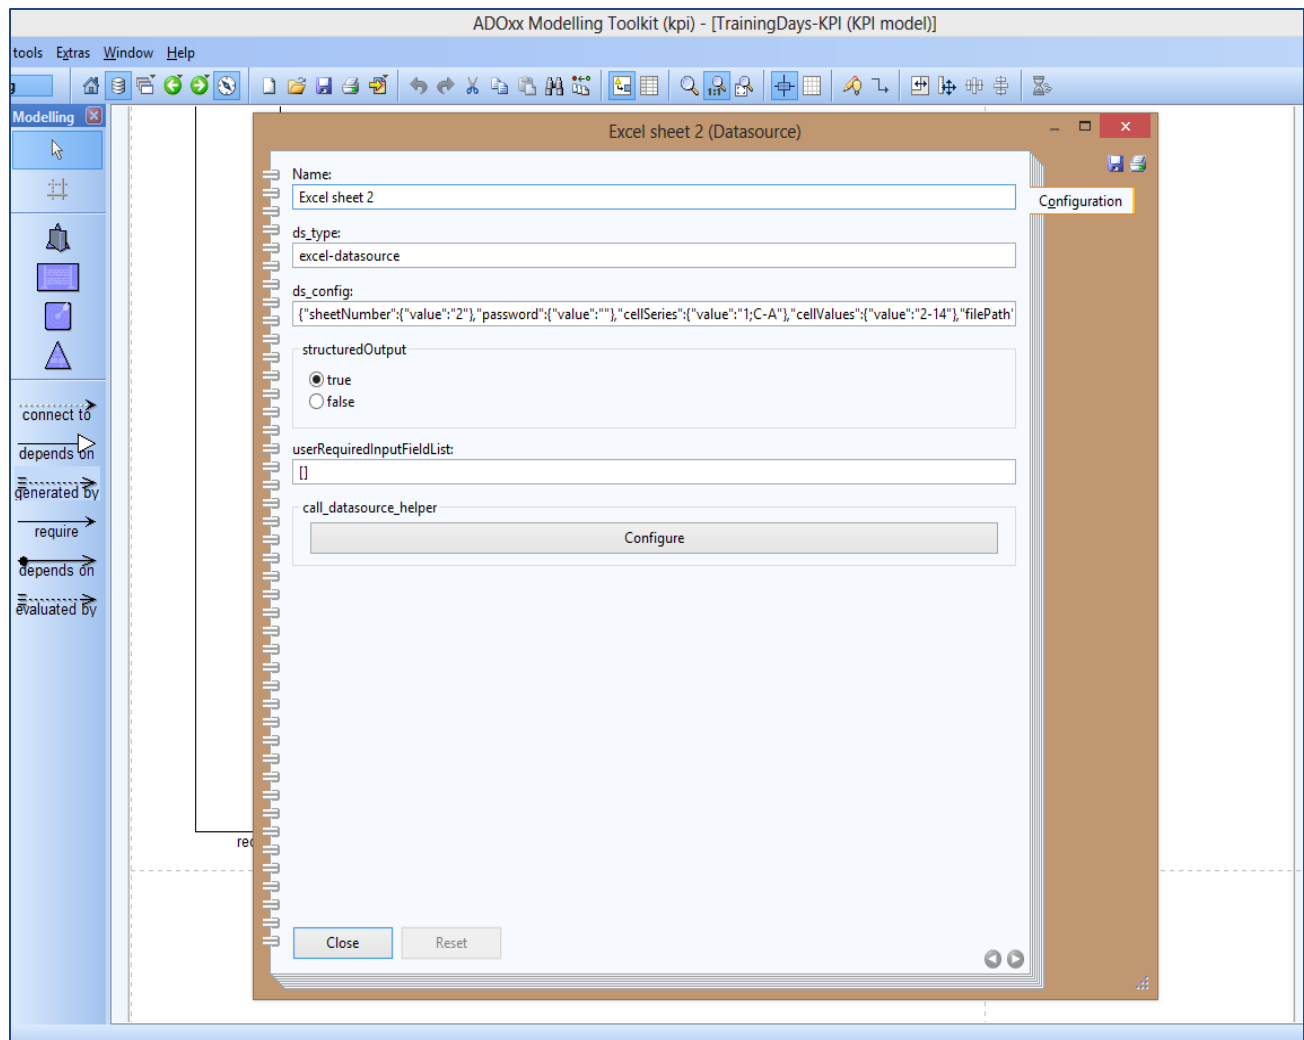 ADOxx Modelling Toolkit (kpi) - [TrainingDays-KPI (KPI model)]
tools Extras Window Help
Modelling
Excel sheet 2 (Datasource)
Name:
Excel sheet 2
Configuration
ds_type:
excel-datasource
ds_config:
{"sheetNumber":{"value":"2"},"password":{"value":""},"cellSeries":{"value":"1;C-A"},"cellValues":{"value":"2-14"},"filePath"
structuredOutput
true
false
connect to
depends on
userRequiredInputFieldList:
[]
generated by
call_datasource_helper
require
Configure
depends on
evaluated by
Close Reset